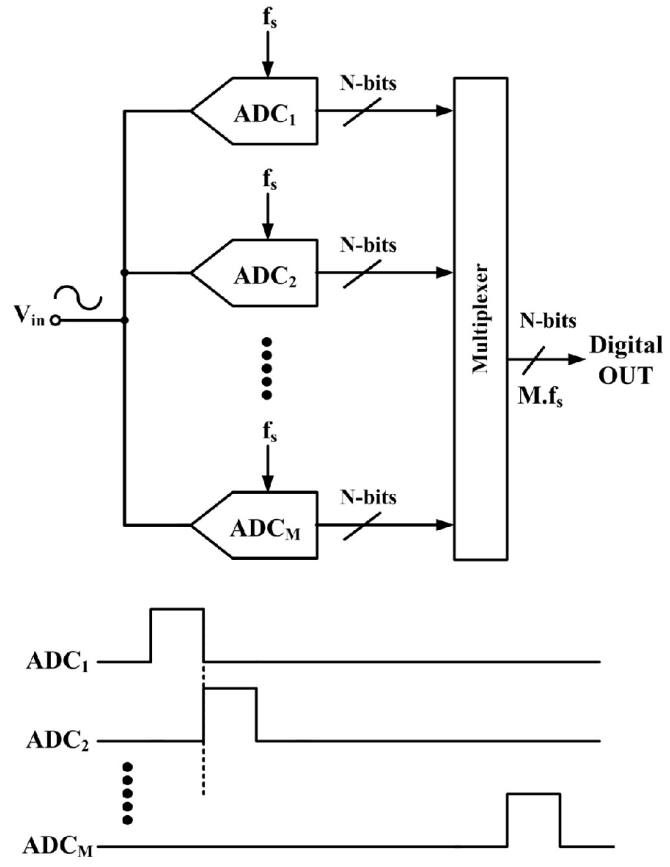 fs
N-bits
ADC1
fs
N-bits
ADC2
Vin
Multiplexer
N-bits
Digital
OUT
M.fs
fs
N-bits
ADCM
ADC1
ADC2
ADCM